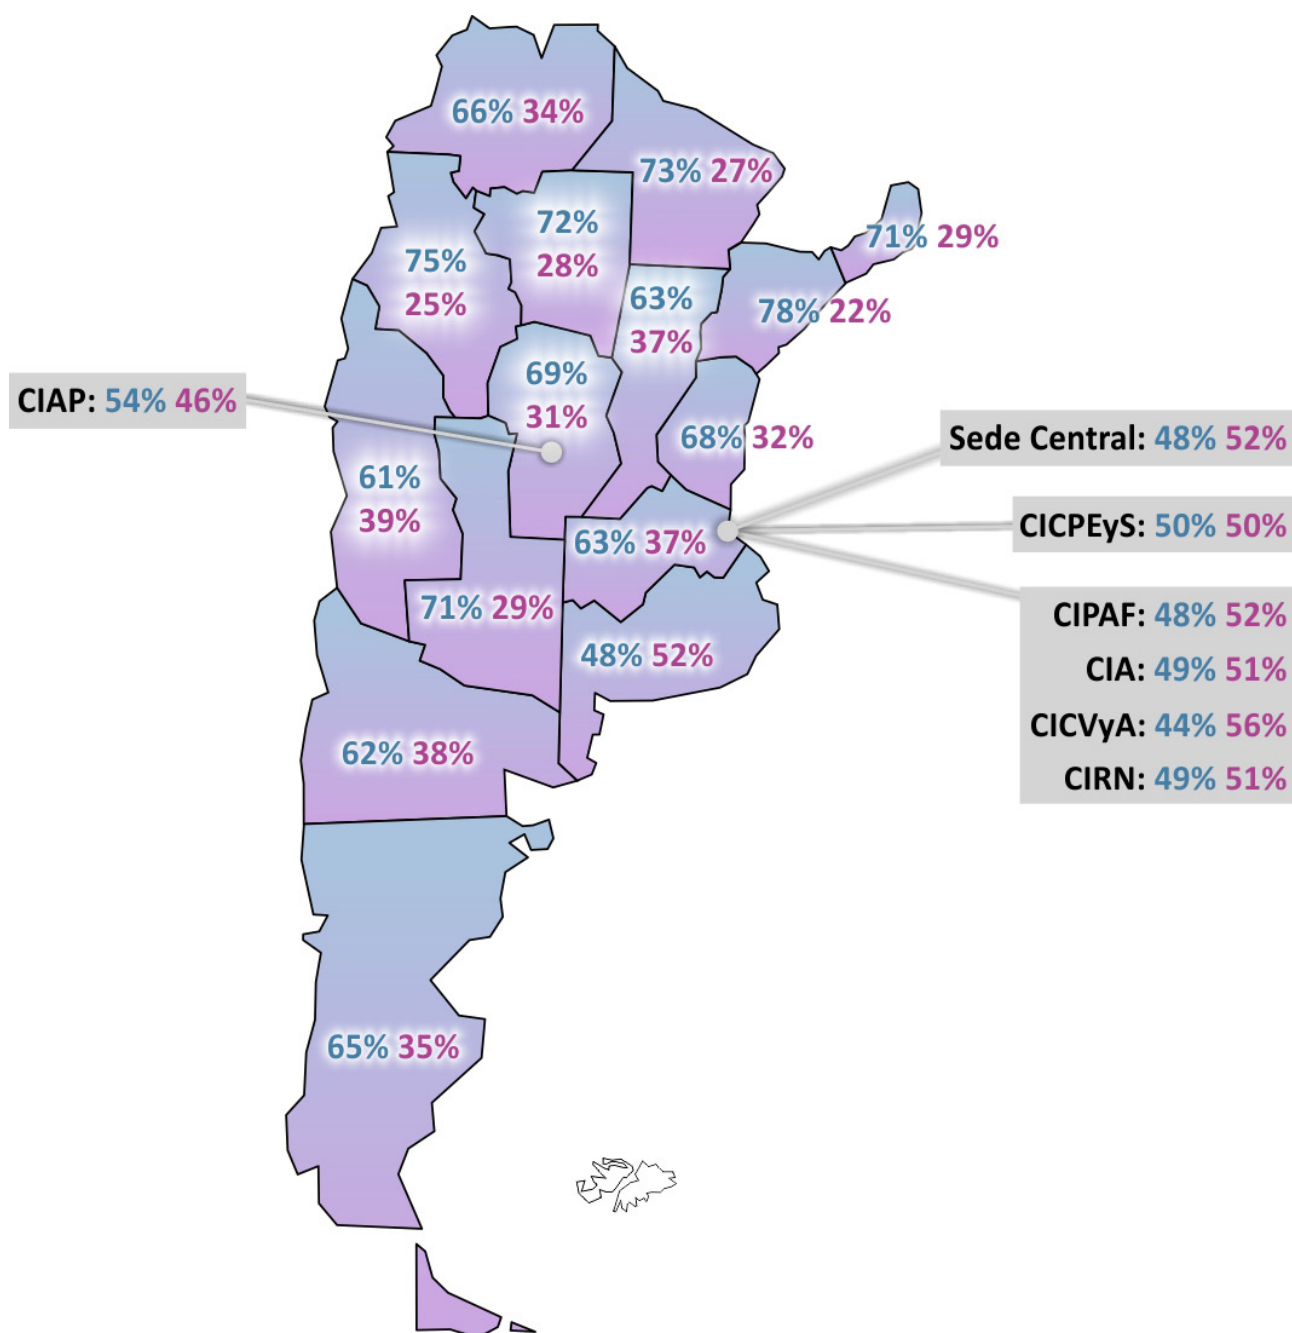 66% 34%
73% 27%
71% 29%
72%
28%
75%
25%
63%
37%
78% 22%
69%
31%
CIAP: 54% 46%
68% 32%
Sede Central: 48% 52%
61%
39%
CICPEyS: 50% 50%
63% 37%
71% 29%
CIPAF: 48% 52%
48% 52%
CIA: 49% 51%
CICVyA: 44% 56%
62% 38%
CIRN: 49% 51%
65% 35%